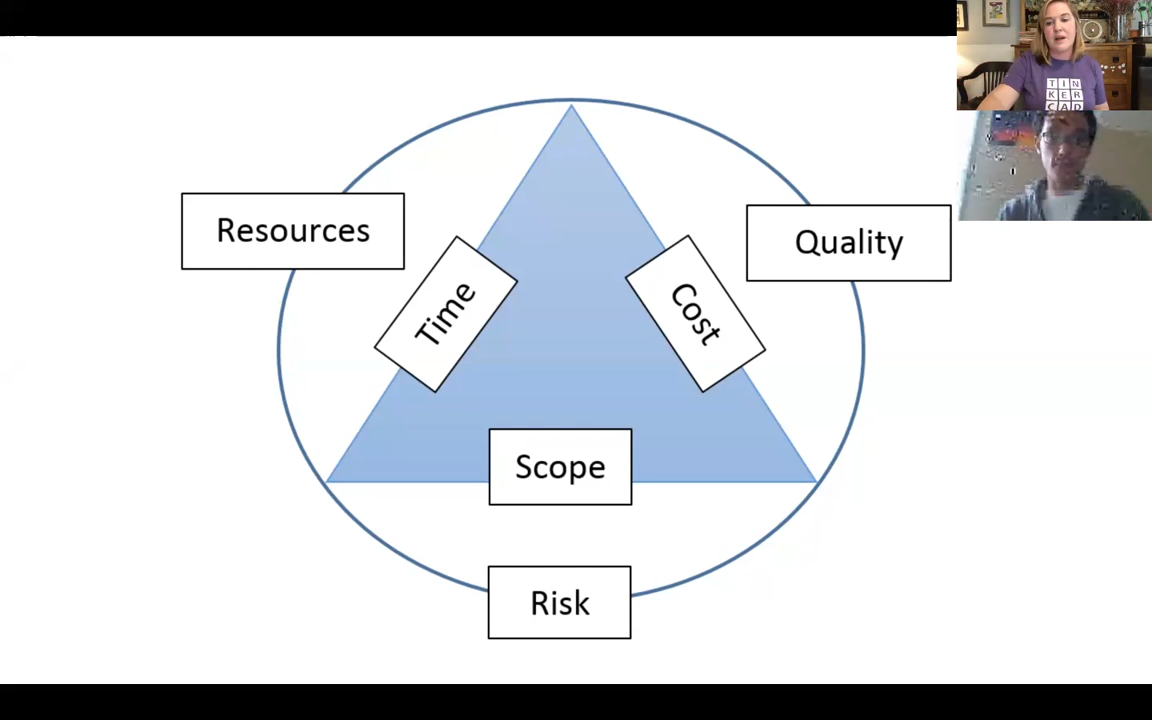 TIN
KER
CAD
Resources
Quality
Time
Cost
Scope
Risk